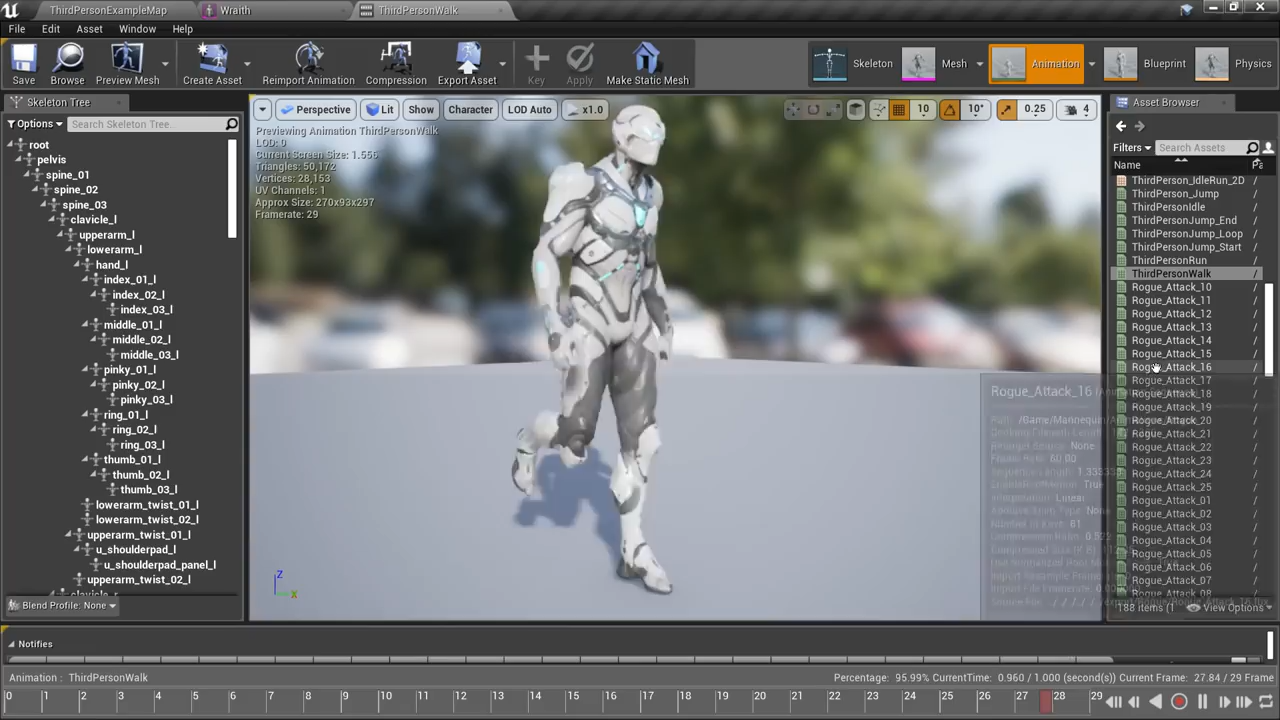 ThirdPersonExampleMap
Wraith
ThirdPersonWalk
File Edit Asset Window Help
Save
Browse
Preview Mesh
Create Asset
Reimport Animation
Compression
Export Asset
Key
Apply
Make Static Mesh
Skeleton
Mesh
Animation
Blueprint
Physics
Skeleton Tree
Options
Search Skeleton Tree...
root
pelvis
spine_01
spine_02
spine_03
clavicle_l
upperarm_l
lowerarm_l
hand_l
index_01_l
index_02_l
index_03_l
middle_01_l
middle_02_l
middle_03_l
pinky_01_l
pinky_02_l
pinky_03_l
ring_01_l
ring_02_l
ring_03_l
thumb_01_l
thumb_02_l
thumb_03_l
lowerarm_twist_01_l
lowerarm_twist_02_l
upperarm_twist_01_l
u_shoulderpad_l
u_shoulderpad_panel_l
upperarm_twist_02_l
clavicle_r
Blend Profile: None
Perspective
Lit
Show
Character
LOD Auto
x1.0
10
10°
0.25
4
Previewing Animation ThirdPersonWalk
LOD: 0
Current Screen Size: 1.556
Triangles: 50,172
Vertices: 28,153
UV Channels: 1
Approx Size: 270x93x297
Framerate: 29
Z
X
Asset Browser
Filters
Search Assets
Name
Pa
ThirdPerson_IdleRun_2D /
ThirdPerson_Jump /
ThirdPersonIdle /
ThirdPersonJump_End /
ThirdPersonJump_Loop /
ThirdPersonJump_Start /
ThirdPersonRun /
ThirdPersonWalk /
Rogue_Attack_10 /
Rogue_Attack_11 /
Rogue_Attack_12 /
Rogue_Attack_13 /
Rogue_Attack_14 /
Rogue_Attack_15 /
Rogue_Attack_16 /
Rogue_Attack_17 /
Rogue_Attack_18 /
Rogue_Attack_19 /
Rogue_Attack_20 /
Rogue_Attack_21 /
Rogue_Attack_22 /
Rogue_Attack_23 /
Rogue_Attack_24 /
Rogue_Attack_25 /
Rogue_Attack_01 /
Rogue_Attack_02 /
Rogue_Attack_03 /
Rogue_Attack_04 /
Rogue_Attack_05 /
Rogue_Attack_06 /
Rogue_Attack_07 /
Rogue_Attack_08 /
188 items (1
View Options
Rogue_Attack_16
Notifies
Animation : ThirdPersonWalk
Percentage: 95.99% CurrentTime: 0.960 / 1.000 (second(s)) Current Frame: 27.84 / 29 Frame
0 1 2 3 4 5 6 7 8 9 10 11 12 13 14 15 16 17 18 19 20 21 22 23 24 25 26 27 28 29